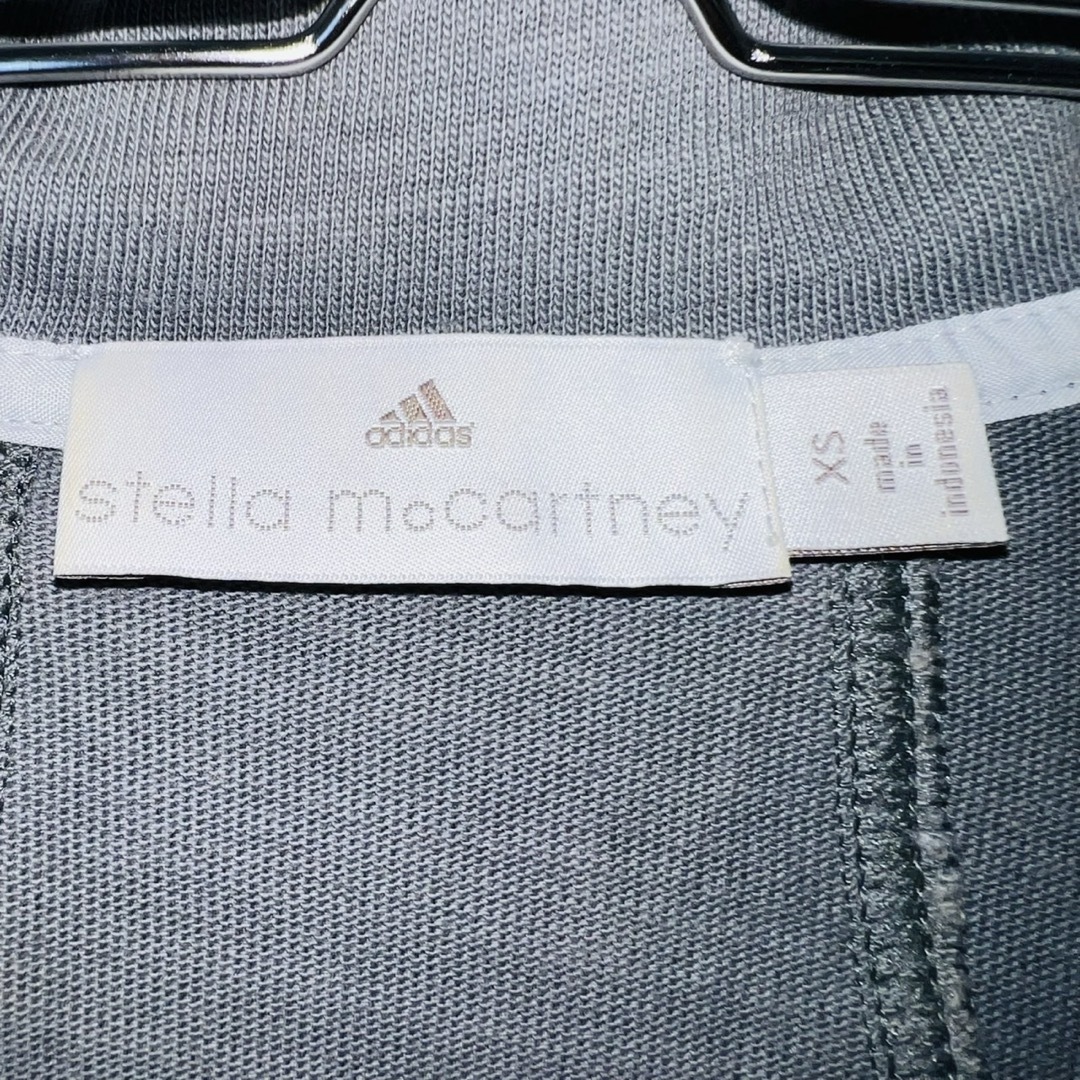 adidas
stella mccartney
XS
made
in
indonesia